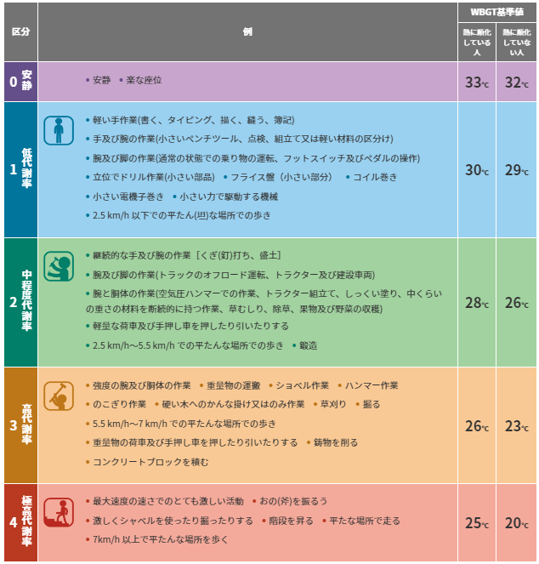 区分
例
WBGT基準値
熱に順化
している
人
熱に順化
していな
い人
0 安静
• 安静 • 楽な座位
33℃
32℃
1 低代謝率
• 軽い手作業(書く、タイピング、描く、縫う、簿記)
• 手及び腕の作業(小さいペンチツール、点検、組立て又は軽い材料の区分け)
• 腕及び脚の作業(通常の状態での乗り物の運転、フットスイッチ及びペダルの操作)
• 立位でドリル作業(小さい部品) • フライス盤（小さい部分） • コイル巻き
• 小さい電機子巻き • 小さい力で駆動する機械
• 2.5 km/h 以下での平たん(坦)な場所での歩き
30℃
29℃
2 中程度代謝率
• 継続的な手及び腕の作業［くぎ(釘)打ち、盛土］
• 腕及び脚の作業(トラックのオフロード運転、トラクター及び建設車両)
• 腕と胴体の作業(空気圧ハンマーでの作業、トラクター組立て、しっくい塗り、中くらい
の重さの材料を断続的に持つ作業、草むしり、除草、果物及び野菜の収穫)
• 軽量な荷車及び手押し車を押したり引いたりする
• 2.5 km/h～5.5 km/h での平たんな場所での歩き • 鍛造
28℃
26℃
3 高代謝率
• 強度の腕及び胴体の作業 • 重量物の運搬 • ショベル作業 • ハンマー作業
• のこぎり作業 • 硬い木へのかんな掛け又はのみ作業 • 草刈り • 掘る
• 5.5 km/h～7 km/h での平たんな場所での歩き
• 重量物の荷車及び手押し車を押したり引いたりする • 鋳物を削る
• コンクリートブロックを積む
26℃
23℃
4 極高代謝率
• 最大速度の速さでのとても激しい活動 • おの(斧)を振るう
• 激しくシャベルを使ったり掘ったりする • 階段を昇る • 平たな場所で走る
• 7km/h 以上で平たんな場所を歩く
25℃
20℃